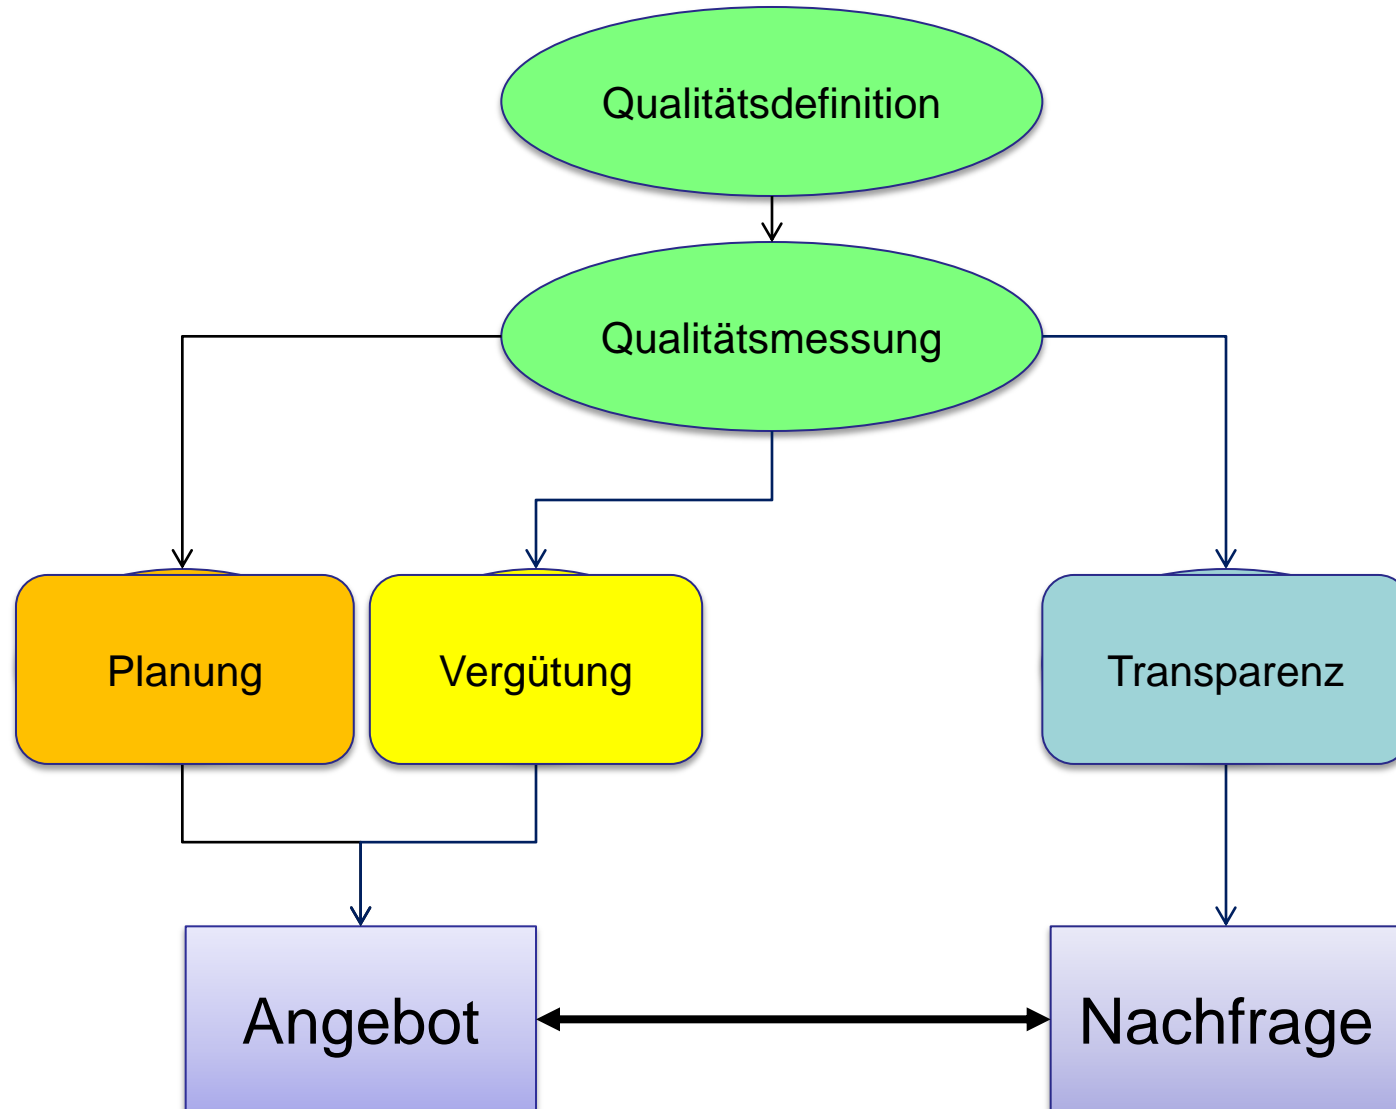 Qualitätsdefinition
Qualitätsmessung
Planung
Vergütung
Transparenz
Angebot
Nachfrage